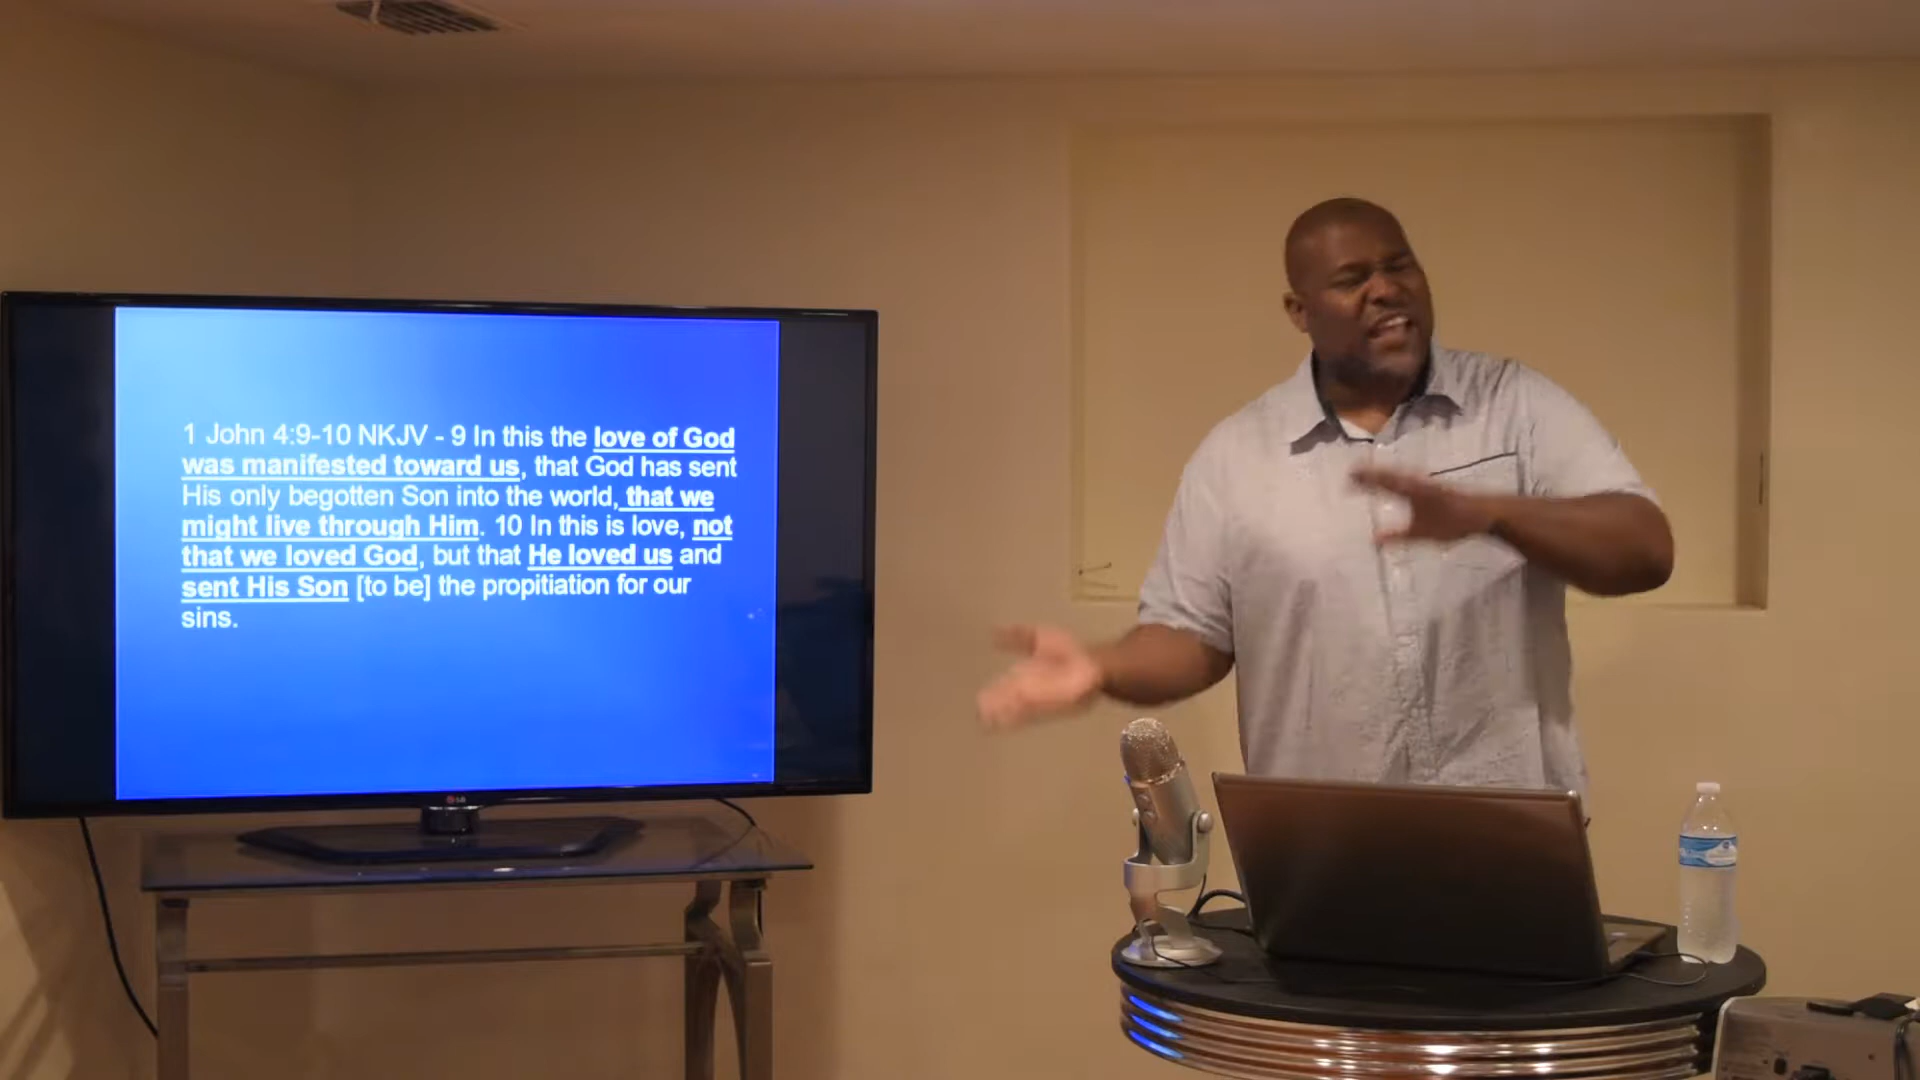 1 John 4:9-10 NKJV - 9 In this the love of God
was manifested toward us, that God has sent
His only begotten Son into the world, that we
might live through Him. 10 In this is love, not
that we loved God, but that He loved us and
sent His Son [to be] the propitiation for our
sins.
LG